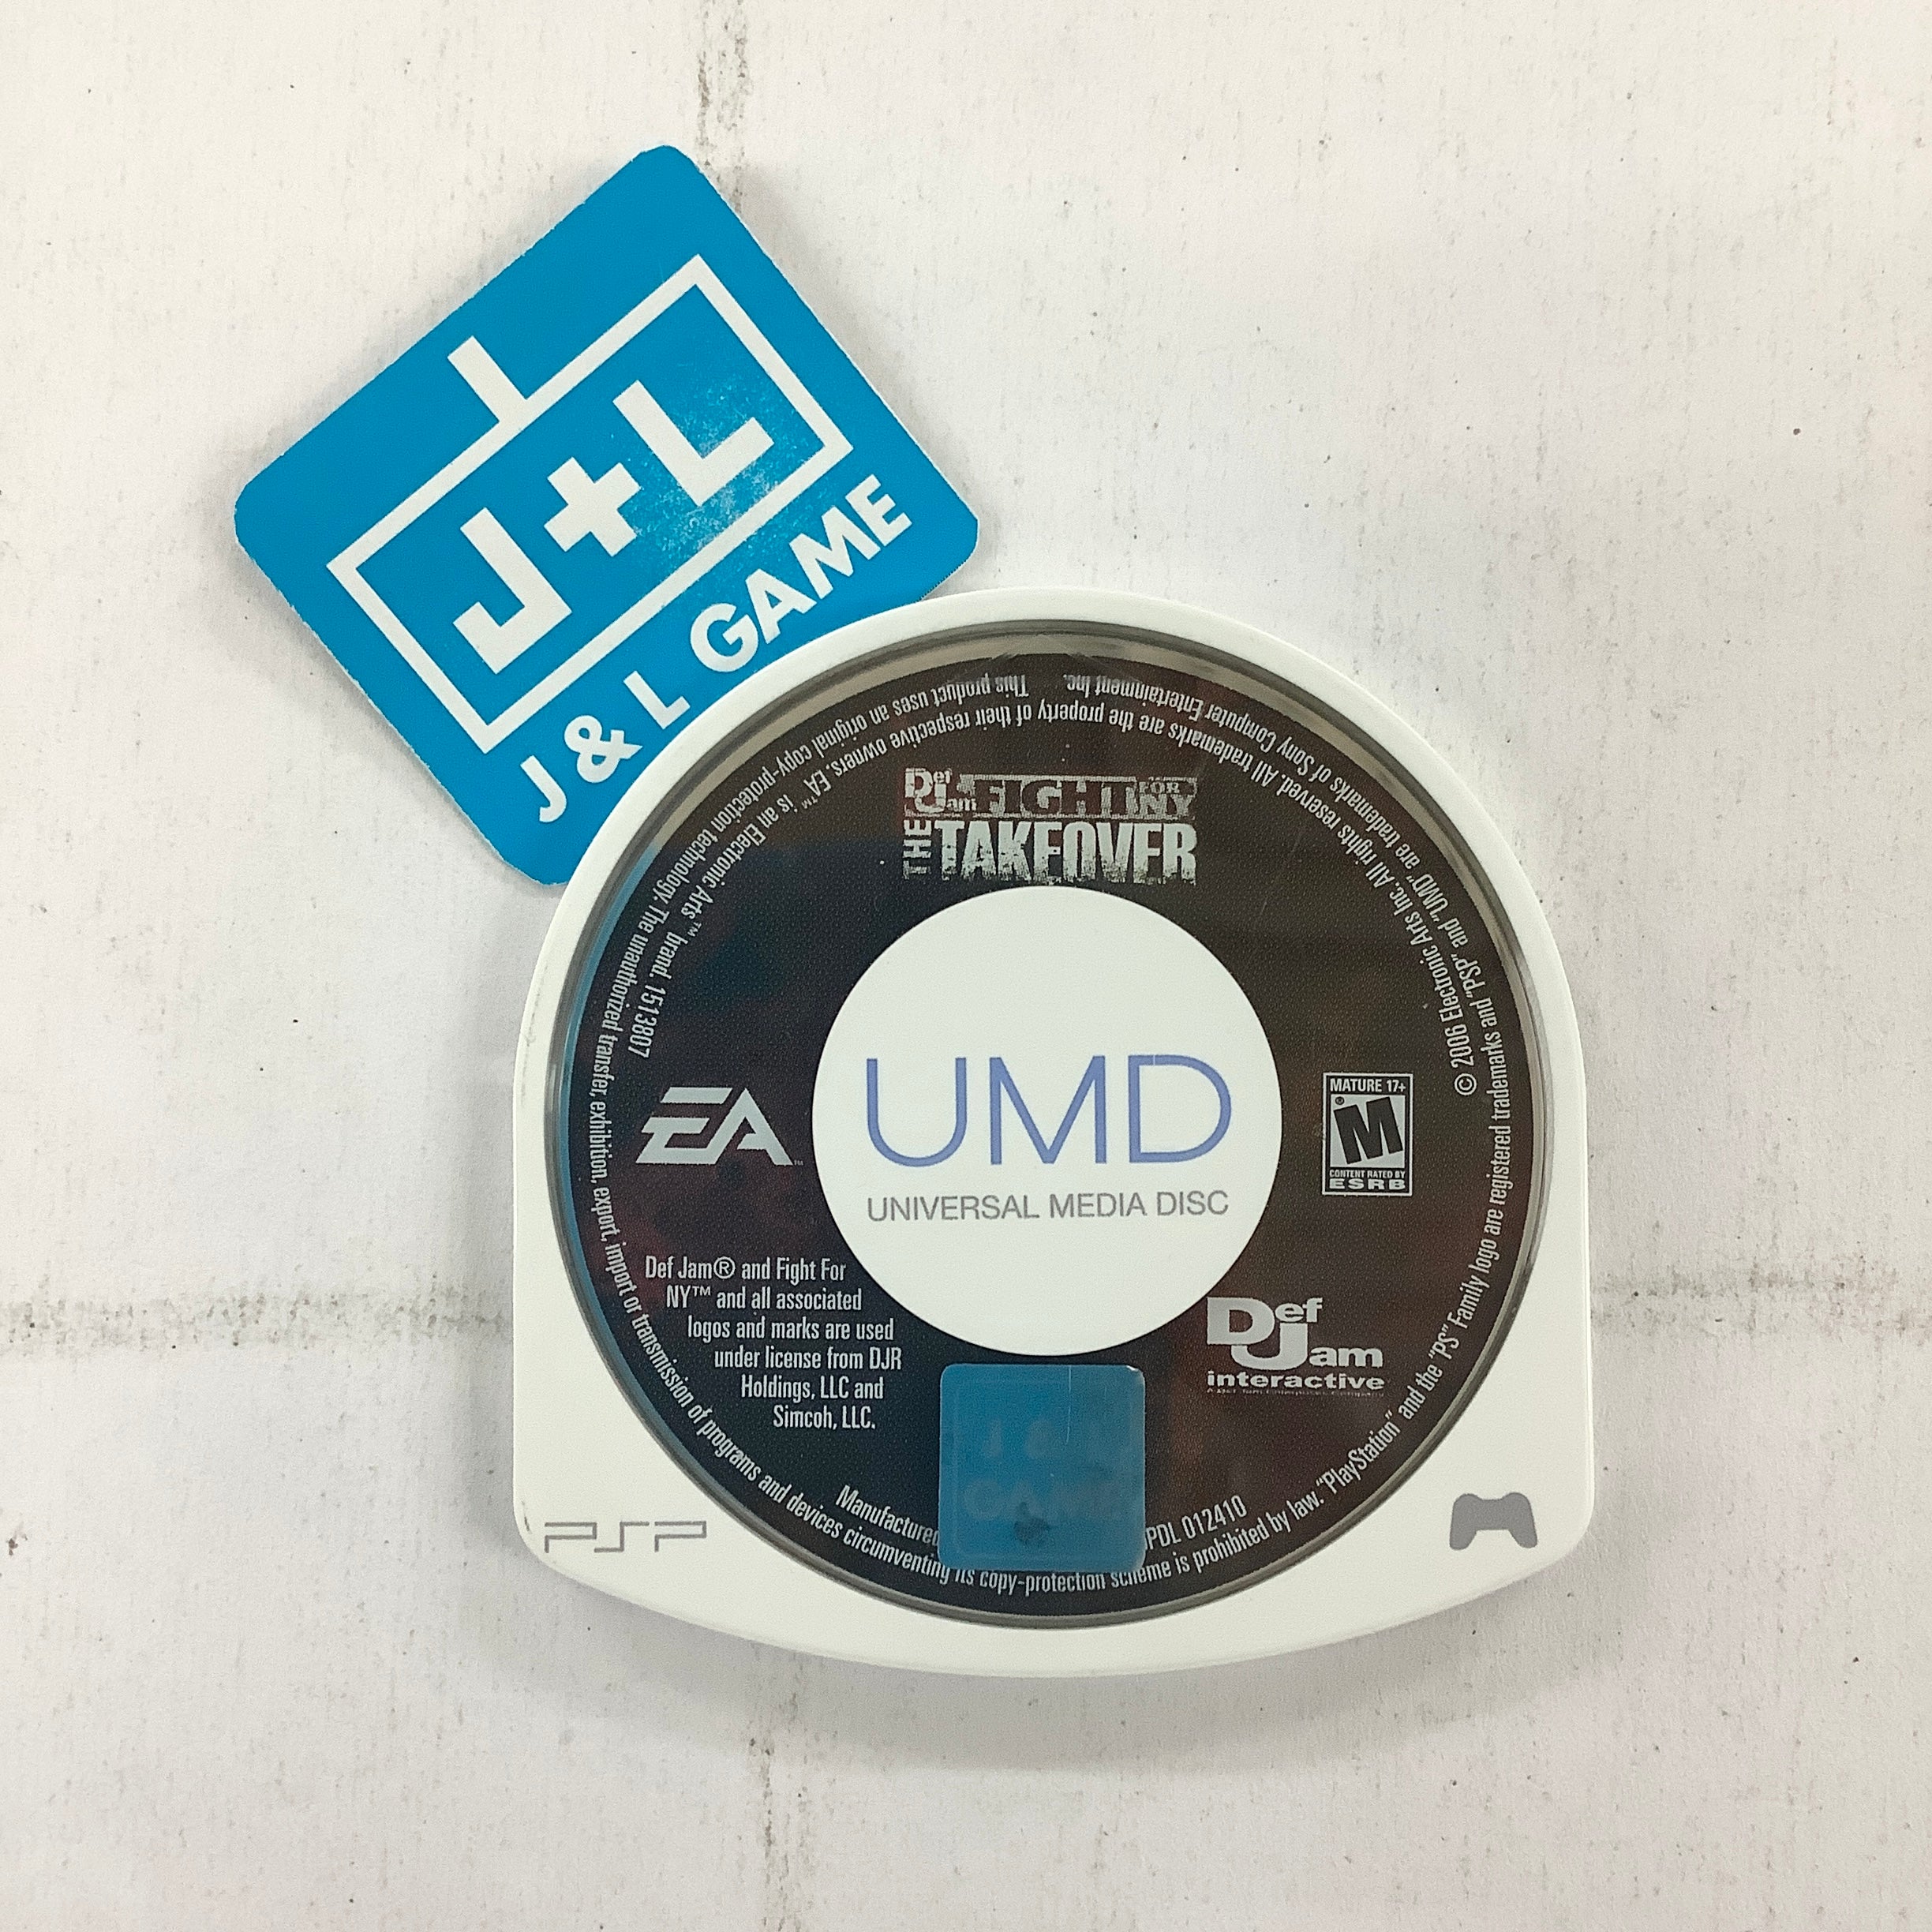 J+L
J & L GAME
Def Jam FIGHT FOR NY
THE TAKEOVER
UMD
UNIVERSAL MEDIA DISC
EA™
MATURE 17+
M®
CONTENT RATED BY
ESRB
Def Jam® and Fight For
NY™ and all associated
logos and marks are used
under license from DJR
Holdings, LLC and
Simcoh, LLC.
Def Jam
interactive
© 2006 Electronic Arts Inc. All rights reserved. All trademarks are the property of their respective owners. EA™ is an Electronic Arts™ brand. 1513807
"PlayStation" and the "PS" Family logo are registered trademarks and "PSP" and "UMD" are trademarks of Sony Computer Entertainment Inc.
This product uses an original copy-protection technology. The unauthorized transfer, exhibition, export, import or transmission of programs and devices circumventing its copy-protection scheme is prohibited by law.
Manufactured
PDL 012410
J & L
GAME
PSP